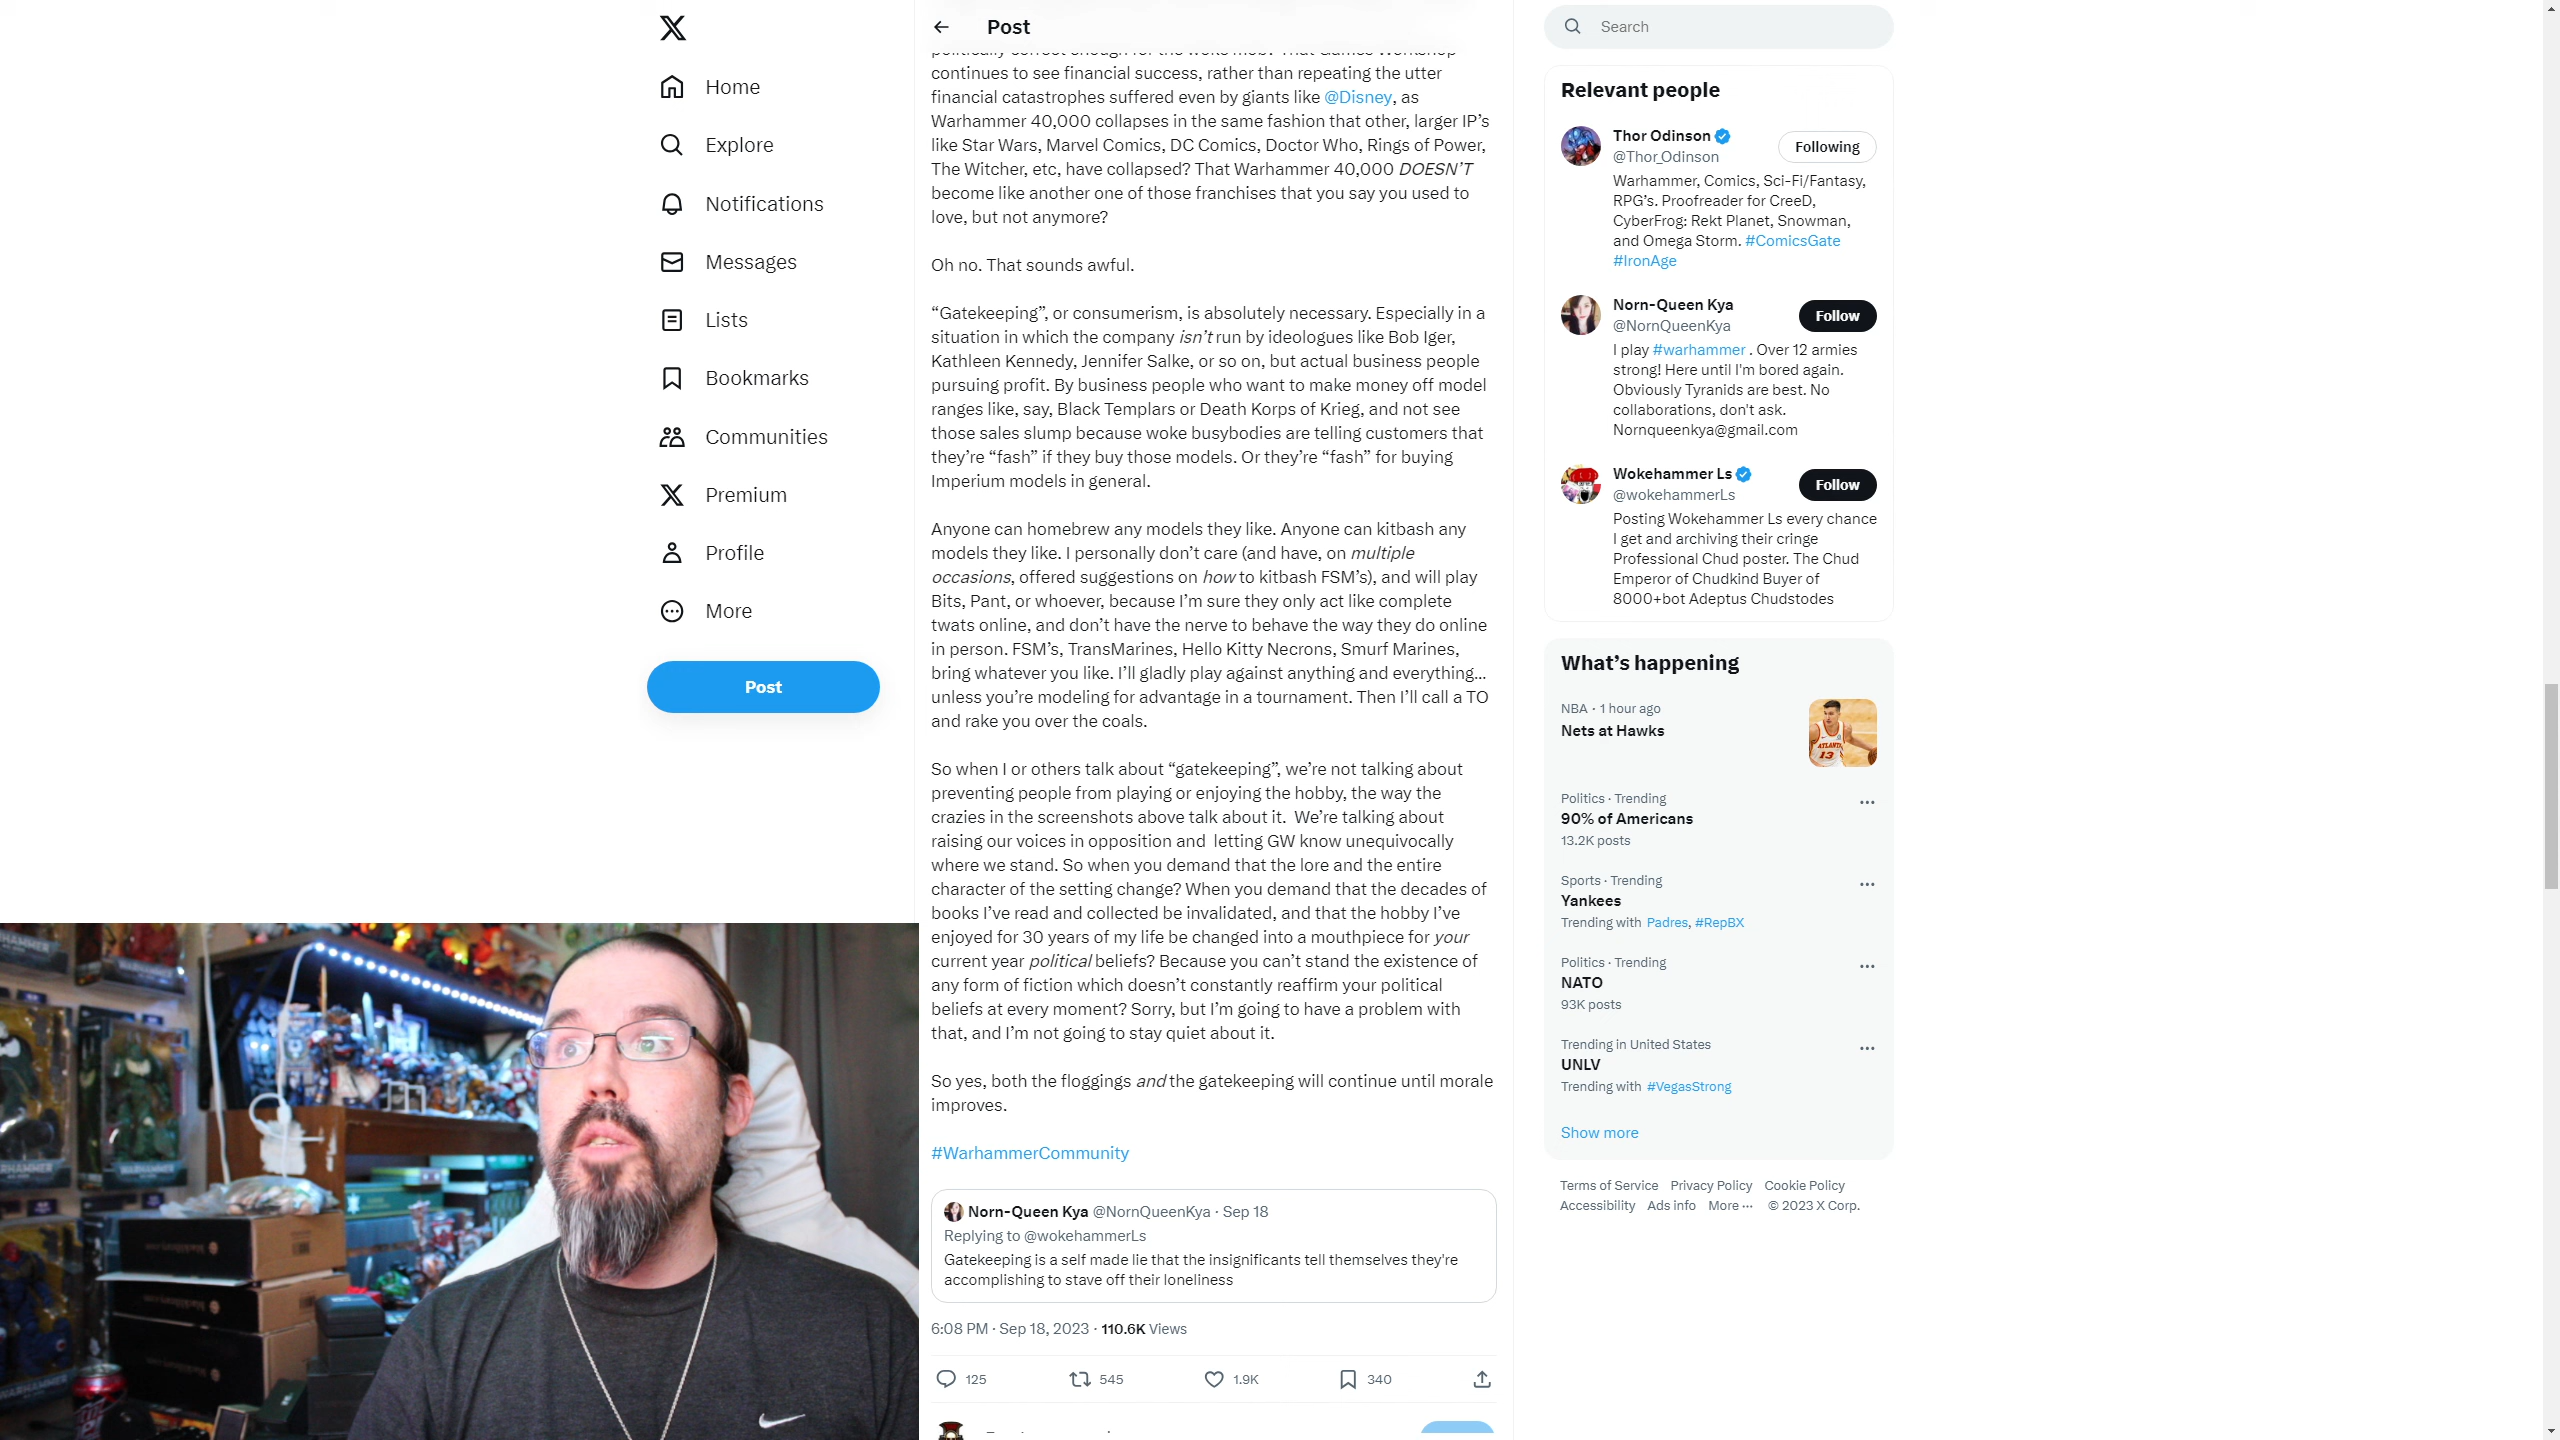 Post
Search
Home
Explore
Notifications
Messages
Lists
Bookmarks
Communities
Premium
Profile
More
Post
continues to see financial success, rather than repeating the utter
financial catastrophes suffered even by giants like @Disney, as
Warhammer 40,000 collapses in the same fashion that other, larger IP’s
like Star Wars, Marvel Comics, DC Comics, Doctor Who, Rings of Power,
The Witcher, etc, have collapsed? That Warhammer 40,000 DOESN’T
become like another one of those franchises that you say you used to
love, but not anymore?
Oh no. That sounds awful.
“Gatekeeping”, or consumerism, is absolutely necessary. Especially in a
situation in which the company isn’t run by ideologues like Bob Iger,
Kathleen Kennedy, Jennifer Salke, or so on, but actual business people
pursuing profit. By business people who want to make money off model
ranges like, say, Black Templars or Death Korps of Krieg, and not see
those sales slump because woke busybodies are telling customers that
they’re “fash” if they buy those models. Or they’re “fash” for buying
Imperium models in general.
Anyone can homebrew any models they like. Anyone can kitbash any
models they like. I personally don’t care (and have, on multiple
occasions, offered suggestions on how to kitbash FSM’s), and will play
Bits, Pant, or whoever, because I’m sure they only act like complete
twats online, and don’t have the nerve to behave the way they do online
in person. FSM’s, TransMarines, Hello Kitty Necrons, Smurf Marines,
bring whatever you like. I’ll gladly play against anything and everything...
unless you’re modeling for advantage in a tournament. Then I’ll call a TO
and rake you over the coals.
So when I or others talk about “gatekeeping”, we’re not talking about
preventing people from playing or enjoying the hobby, the way the
crazies in the screenshots above talk about it.  We’re talking about
raising our voices in opposition and  letting GW know unequivocally
where we stand. So when you demand that the lore and the entire
character of the setting change? When you demand that the decades of
books I’ve read and collected be invalidated, and that the hobby I’ve
enjoyed for 30 years of my life be changed into a mouthpiece for your
current year political beliefs? Because you can’t stand the existence of
any form of fiction which doesn’t constantly reaffirm your political
beliefs at every moment? Sorry, but I’m going to have a problem with
that, and I’m not going to stay quiet about it.
So yes, both the floggings and the gatekeeping will continue until morale
improves.
#WarhammerCommunity
Norn-Queen Kya @NornQueenKya · Sep 18
Replying to @wokehammerLs
Gatekeeping is a self made lie that the insignificants tell themselves they're
accomplishing to stave off their loneliness
6:08 PM · Sep 18, 2023 · 110.6K Views
125 545 1.9K 340
Relevant people
Thor Odinson
@Thor_Odinson
Following
Warhammer, Comics, Sci-Fi/Fantasy,
RPG’s. Proofreader for CreeD,
CyberFrog: Rekt Planet, Snowman,
and Omega Storm. #ComicsGate
#IronAge
Norn-Queen Kya
@NornQueenKya
Follow
I play #warhammer . Over 12 armies
strong! Here until I'm bored again.
Obviously Tyranids are best. No
collaborations, don't ask.
Nornqueenkya@gmail.com
Wokehammer Ls
@wokehammerLs
Follow
Posting Wokehammer Ls every chance
I get and archiving their cringe
Professional Chud poster. The Chud
Emperor of Chudkind Buyer of
8000+bot Adeptus Chudstodes
What’s happening
NBA · 1 hour ago
Nets at Hawks
Politics · Trending
90% of Americans
13.2K posts
Sports · Trending
Yankees
Trending with Padres, #RepBX
Politics · Trending
NATO
93K posts
Trending in United States
UNLV
Trending with #VegasStrong
Show more
Terms of Service Privacy Policy Cookie Policy
Accessibility Ads info More ··· © 2023 X Corp.